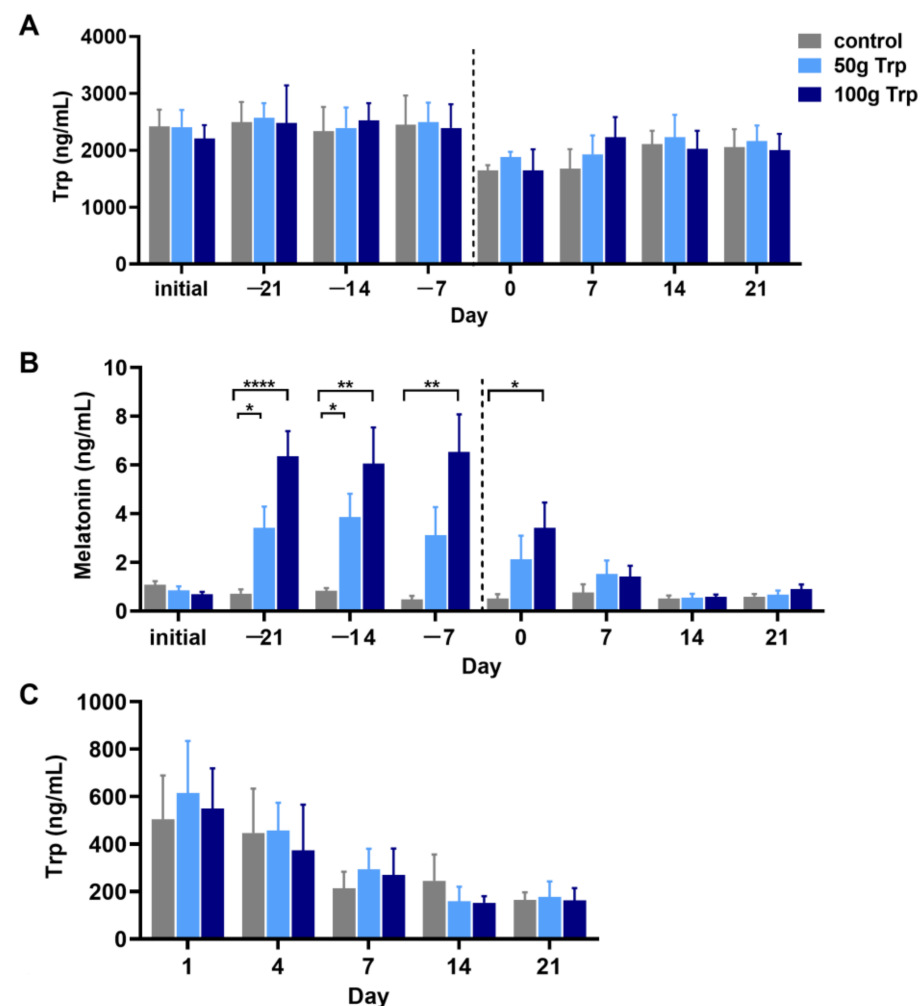 A
4000
3000
2000
1000
0
Trp (ng/mL)
initial —21 —14 —7 0 7 14 21
Day
control
50g Trp
100g Trp
B
10
8
6
4
2
0
Melatonin (ng/mL)
**** ** ** *
* *
initial —21 —14 —7 0 7 14 21
Day
C
1000
800
600
400
200
0
Trp (ng/mL)
1 4 7 14 21
Day